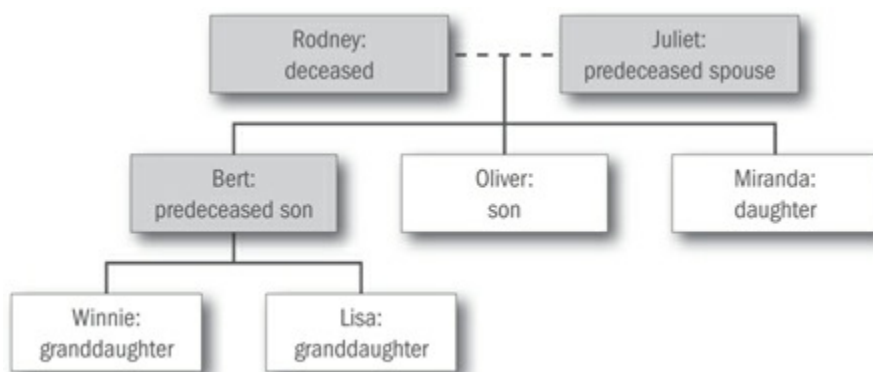 Rodney:
deceased
Juliet:
predeceased spouse
Bert:
predeceased son
Oliver:
son
Miranda:
daughter
Winnie:
granddaughter
Lisa:
granddaughter